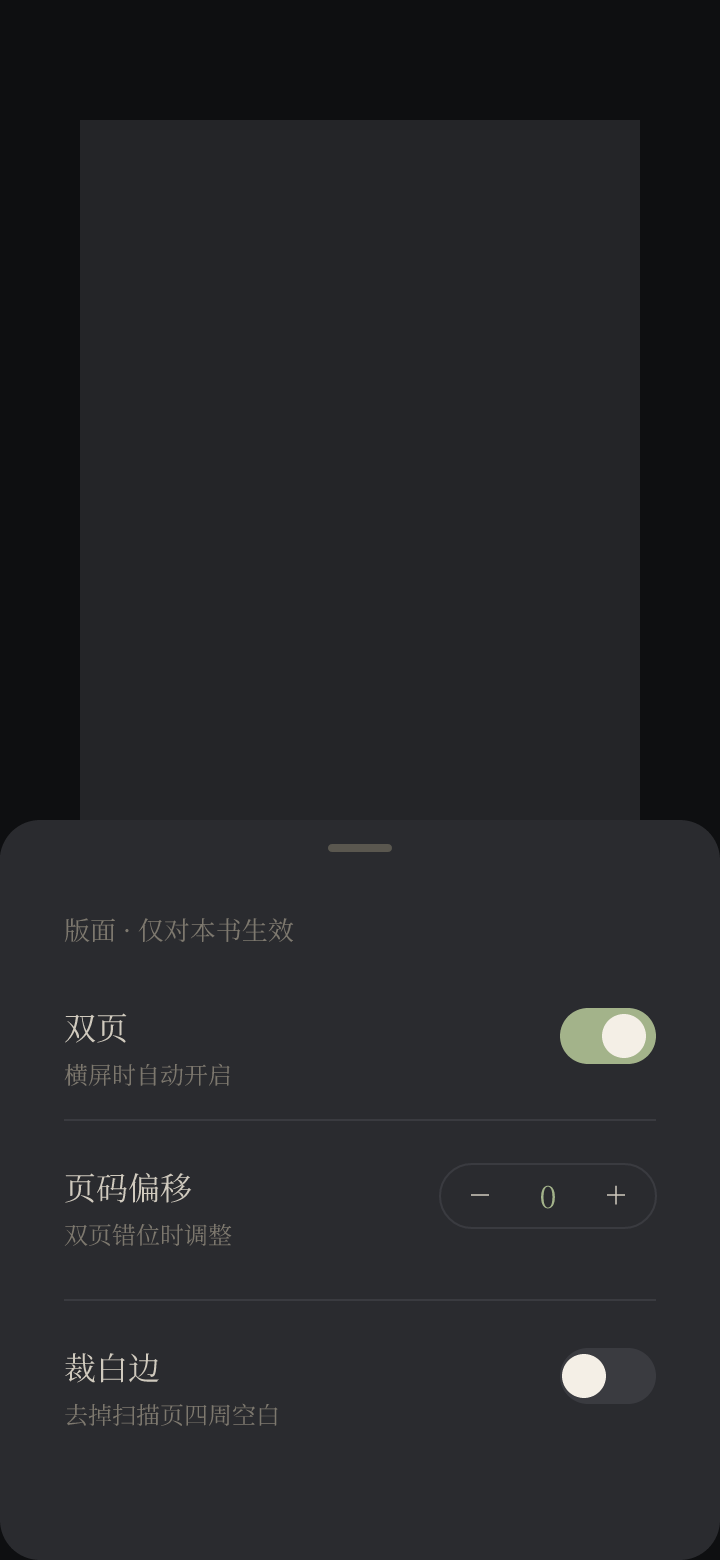 版面 · 仅对本书生效
双页
横屏时自动开启
页码偏移
− 0 +
双页错位时调整
裁白边
去掉扫描页四周空白